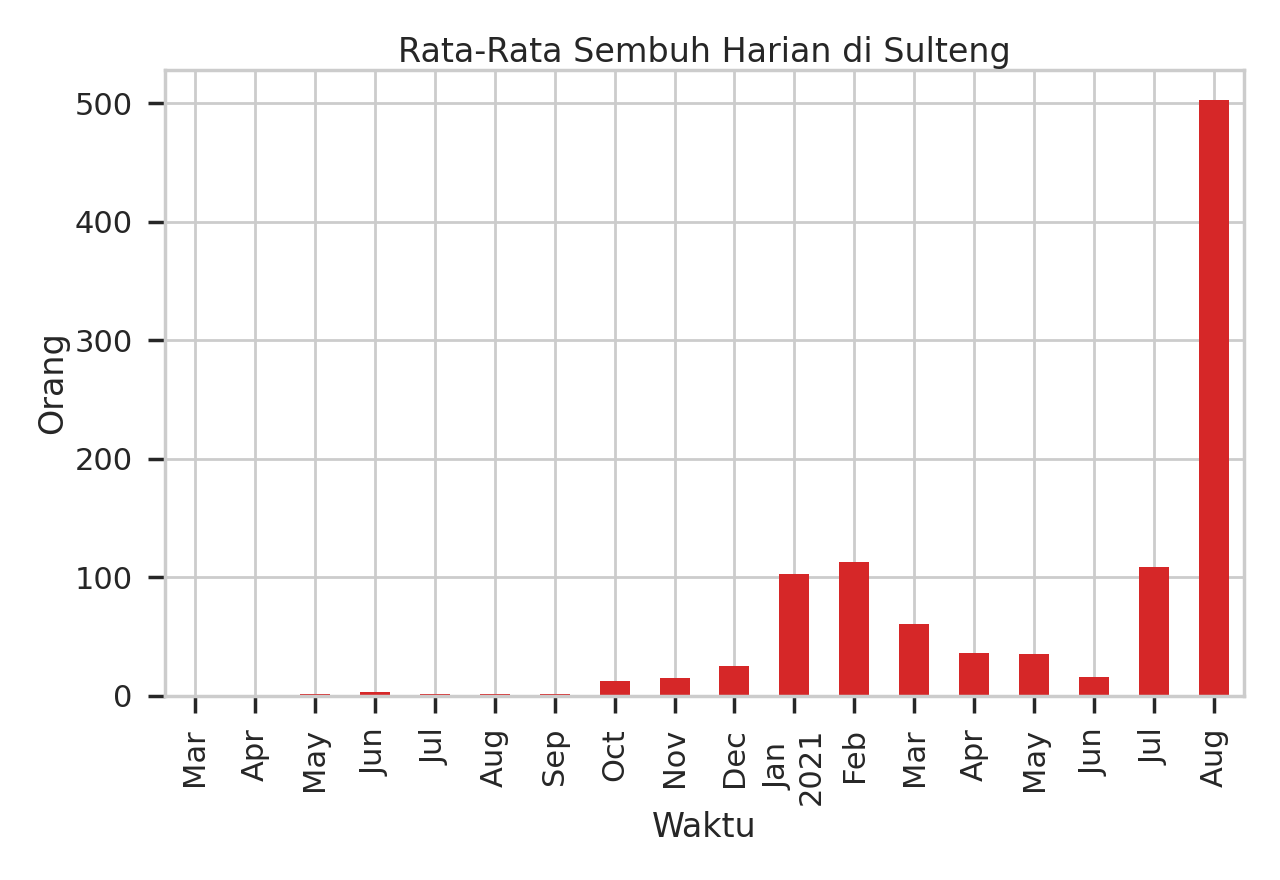 Rata-Rata Sembuh Harian di Sulteng
500
400
300
200
100
0
Orang
Mar
Apr
May
Jun
Jul
Aug
Sep
Oct
Nov
Dec
Jan
2021
Feb
Mar
Apr
May
Jun
Jul
Aug
Waktu